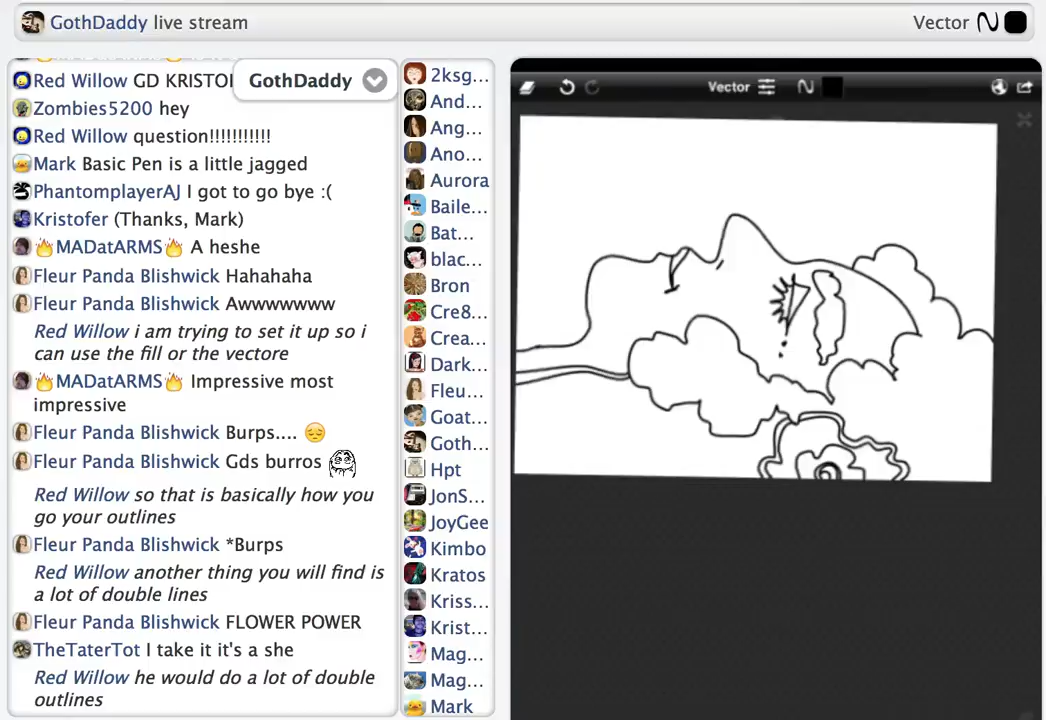 GothDaddy live stream
Vector
Red Willow GD KRISTO
GothDaddy
Zombies5200 hey
Red Willow question!!!!!!!!!!!
Mark Basic Pen is a little jagged
PhantomplayerAJ I got to go bye :(
Kristofer (Thanks, Mark)
🔥MADatARMS🔥 A heshe
Fleur Panda Blishwick Hahahaha
Fleur Panda Blishwick Awwwwwww
Red Willow i am trying to set it up so i
can use the fill or the vectore
🔥MADatARMS🔥 Impressive most
impressive
Fleur Panda Blishwick Burps.... 😔
Fleur Panda Blishwick Gds burros
Red Willow so that is basically how you
go your outlines
Fleur Panda Blishwick *Burps
Red Willow another thing you will find is
a lot of double lines
Fleur Panda Blishwick FLOWER POWER
TheTaterTot I take it it's a she
Red Willow he would do a lot of double
outlines
2ksg...
And...
Ang...
Ano...
Aurora
Baile...
Bat...
blac...
Bron
Cre8...
Crea...
Dark...
Fleu...
Goat...
Goth...
Hpt
JonS...
JoyGee
Kimbo
Kratos
Kriss...
Krist...
Mag...
Mag...
Mark
Vector